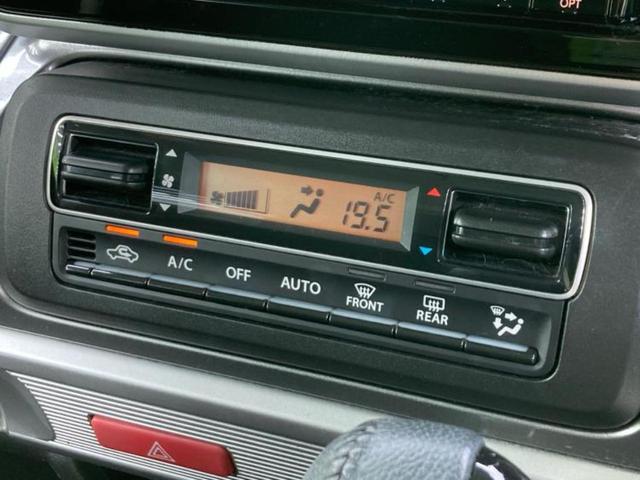 OPT
A/C
19.5
A/C OFF AUTO FRONT REAR